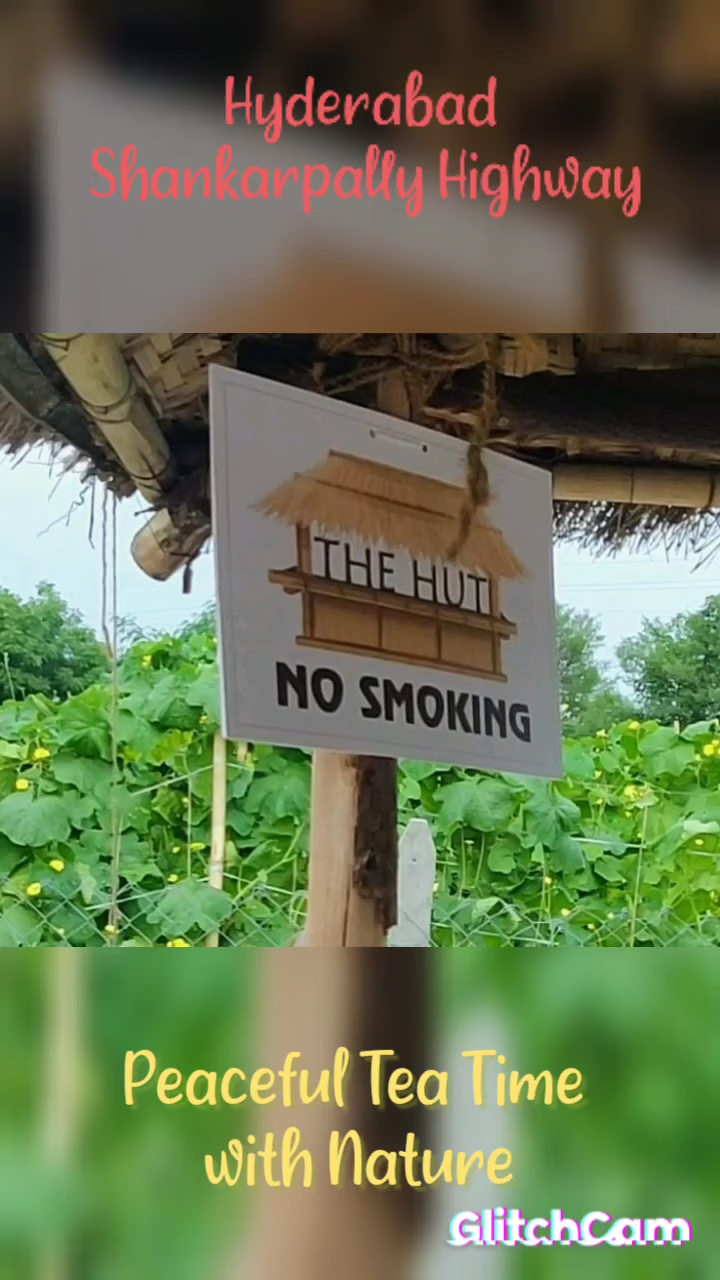 Hyderabad
Shankarpally Highway
THE HUT
NO SMOKING
Peaceful Tea Time
with Nature
GlitchCam